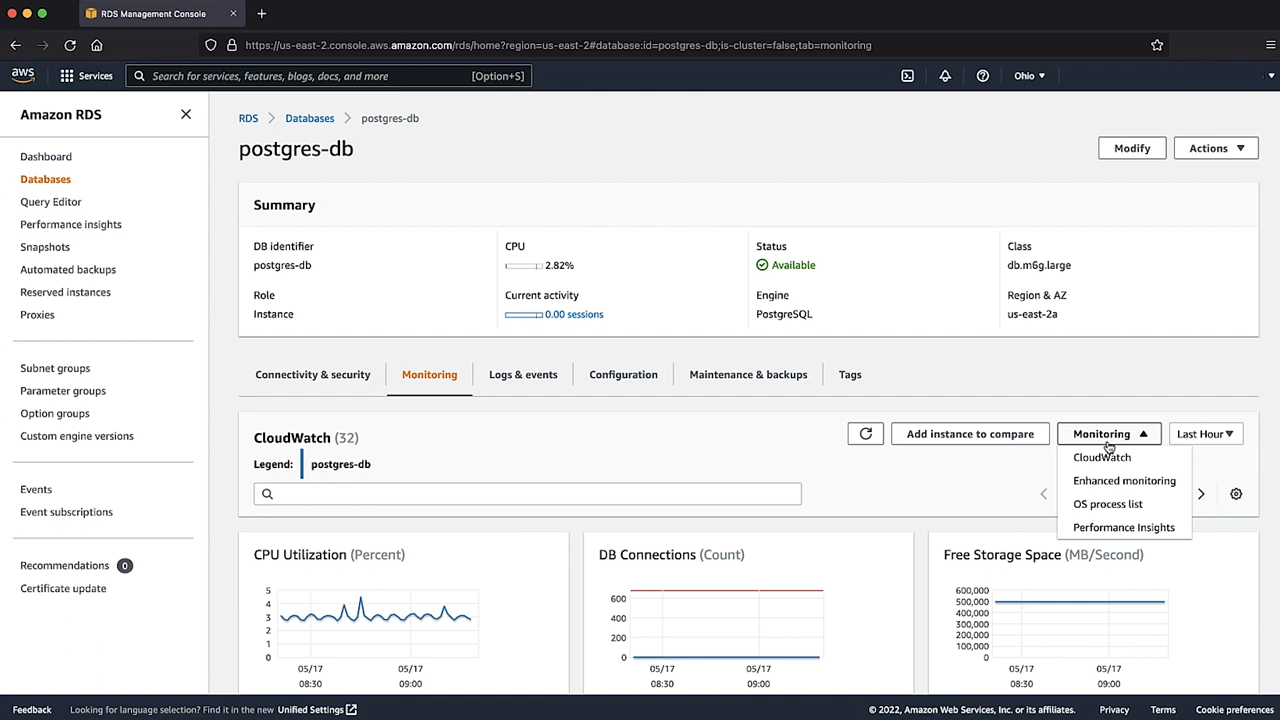 RDS Management Console
https://us-east-2.console.aws.amazon.com/rds/home?region=us-east-2#database:id=postgres-db;is-cluster=false;tab=monitoring
aws
Services
Search for services, features, blogs, docs, and more
[Option+S]
Ohio
Amazon RDS
Dashboard
Databases
Query Editor
Performance insights
Snapshots
Automated backups
Reserved instances
Proxies
Subnet groups
Parameter groups
Option groups
Custom engine versions
Events
Event subscriptions
Recommendations 0
Certificate update
RDS > Databases > postgres-db
postgres-db
Modify
Actions
Summary
DB identifier
postgres-db
CPU
2.82%
Status
Available
Class
db.m6g.large
Role
Instance
Current activity
0.00 sessions
Engine
PostgreSQL
Region & AZ
us-east-2a
Connectivity & security
Monitoring
Logs & events
Configuration
Maintenance & backups
Tags
CloudWatch (32)
Add instance to compare
Monitoring
Last Hour
Legend: postgres-db
CloudWatch
Enhanced monitoring
OS process list
Performance Insights
CPU Utilization (Percent)
5
4
3
2
1
0
05/17
08:30
05/17
09:00
DB Connections (Count)
600
400
200
0
05/17
08:30
05/17
09:00
Free Storage Space (MB/Second)
600,000
500,000
400,000
300,000
200,000
100,000
0
05/17
08:30
05/17
09:00
Feedback
Looking for language selection? Find it in the new Unified Settings
© 2022, Amazon Web Services, Inc. or its affiliates.
Privacy
Terms
Cookie preferences